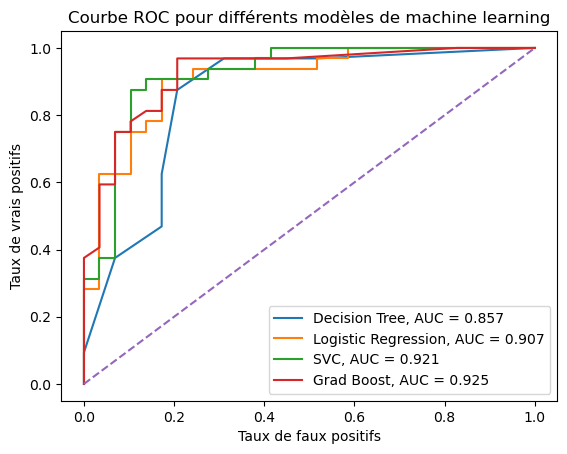 Courbe ROC pour différents modèles de machine learning
Taux de vrais positifs
1.0
0.8
0.6
0.4
0.2
0.0
Decision Tree, AUC = 0.857
Logistic Regression, AUC = 0.907
SVC, AUC = 0.921
Grad Boost, AUC = 0.925
0.0 0.2 0.4 0.6 0.8 1.0
Taux de faux positifs